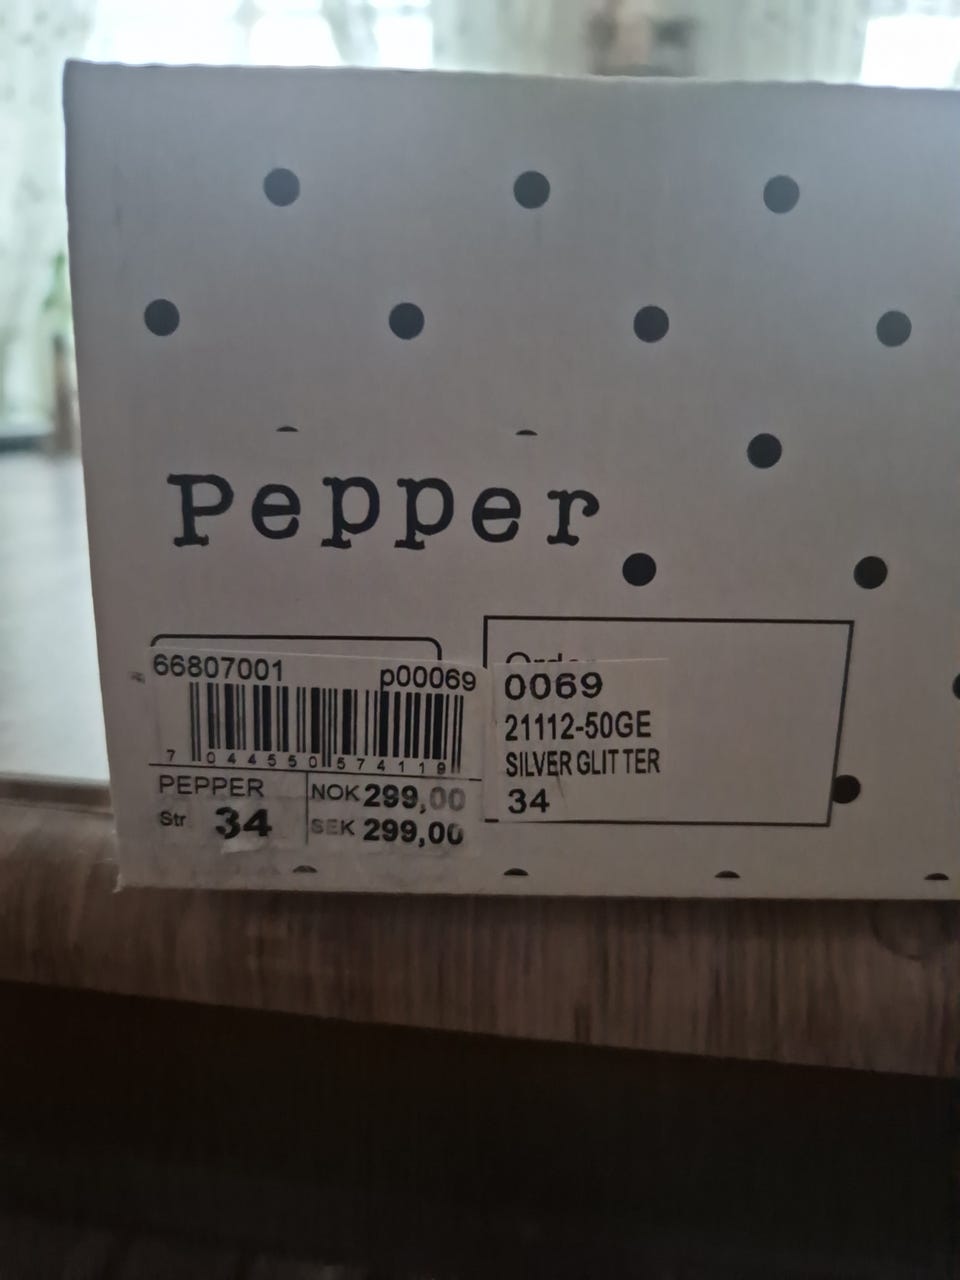 Pepper
66807001 p00069
7 044550 574119
PEPPER
Str 34
NOK 299,00
SEK 299,00
0069
21112-50GE
SILVER GLITTER
34